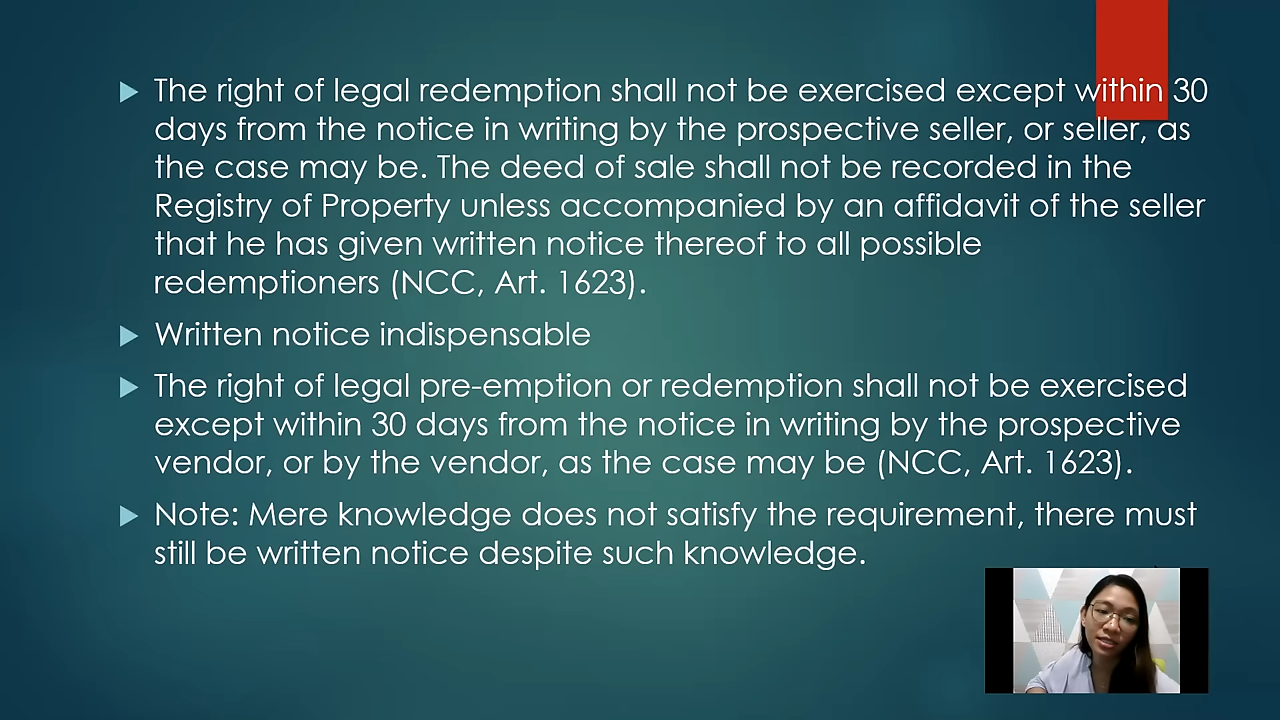 The right of legal redemption shall not be exercised except within 30
days from the notice in writing by the prospective seller, or seller, as
the case may be. The deed of sale shall not be recorded in the
Registry of Property unless accompanied by an affidavit of the seller
that he has given written notice thereof to all possible
redemptioners (NCC, Art. 1623).
Written notice indispensable
The right of legal pre-emption or redemption shall not be exercised
except within 30 days from the notice in writing by the prospective
vendor, or by the vendor, as the case may be (NCC, Art. 1623).
Note: Mere knowledge does not satisfy the requirement, there must
still be written notice despite such knowledge.